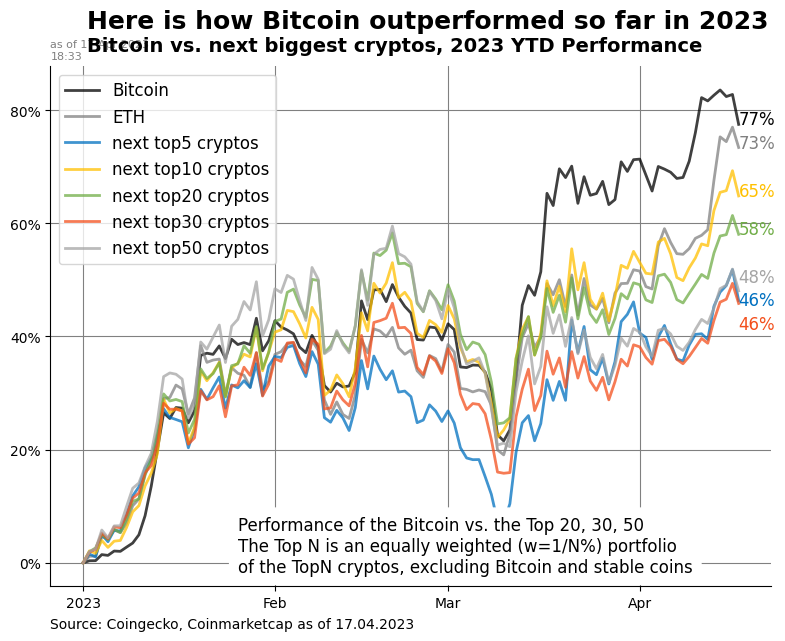 Here is how Bitcoin outperformed so far in 2023
Bitcoin vs. next biggest cryptos, 2023 YTD Performance
as of
18:33
Bitcoin
ETH
next top5 cryptos
next top10 cryptos
next top20 cryptos
next top30 cryptos
next top50 cryptos
80%
60%
40%
20%
0%
77%
73%
65%
58%
48%
46%
46%
Performance of the Bitcoin vs. the Top 20, 30, 50
The Top N is an equally weighted (w=1/N%) portfolio
of the TopN cryptos, excluding Bitcoin and stable coins
2023
Feb
Mar
Apr
Source: Coingecko, Coinmarketcap as of 17.04.2023